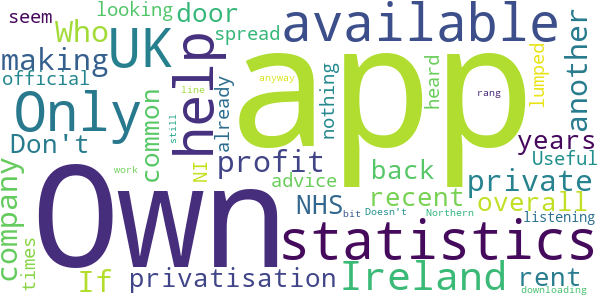 seem
looking
door
Who
spread
available
UK
making
official
help
app
another
anyway
heard
lumped
nothing
line
still
already
rang
Only
Don't
common
NI
years
Useful
profit
back
private
company
Own
advice
recent
overall
NHS
statistics
work
bit
Doesn't
Northern
listening
times
If
privatisation
Ireland
rent
downloading